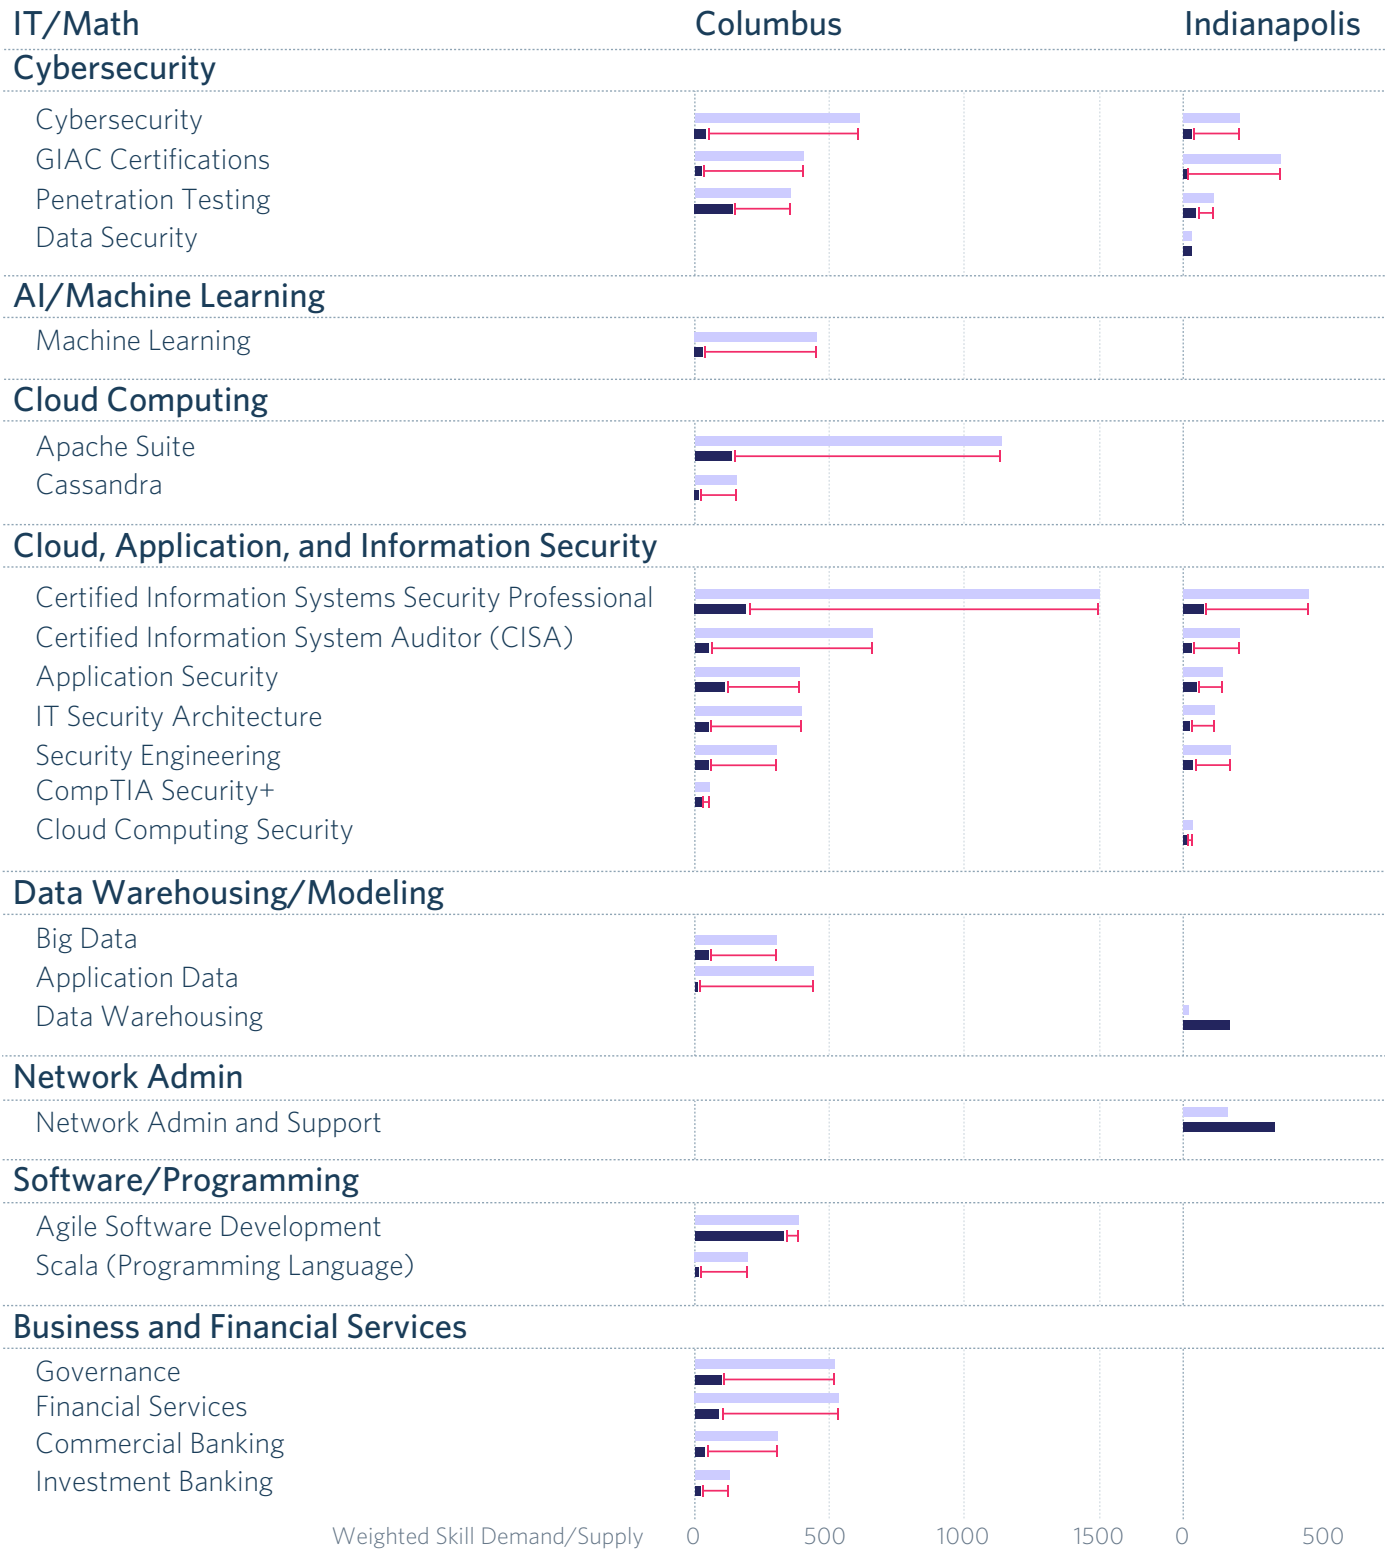 IT/Math Columbus Indianapolis
Cybersecurity
Cybersecurity
GIAC Certifications
Penetration Testing
Data Security
AI/Machine Learning
Machine Learning
Cloud Computing
Apache Suite
Cassandra
Cloud, Application, and Information Security
Certified Information Systems Security Professional
Certified Information System Auditor (CISA)
Application Security
IT Security Architecture
Security Engineering
CompTIA Security+
Cloud Computing Security
Data Warehousing/Modeling
Big Data
Application Data
Data Warehousing
Network Admin
Network Admin and Support
Software/Programming
Agile Software Development
Scala (Programming Language)
Business and Financial Services
Governance
Financial Services
Commercial Banking
Investment Banking
Weighted Skill Demand/Supply 0 500 1000 1500 0 500